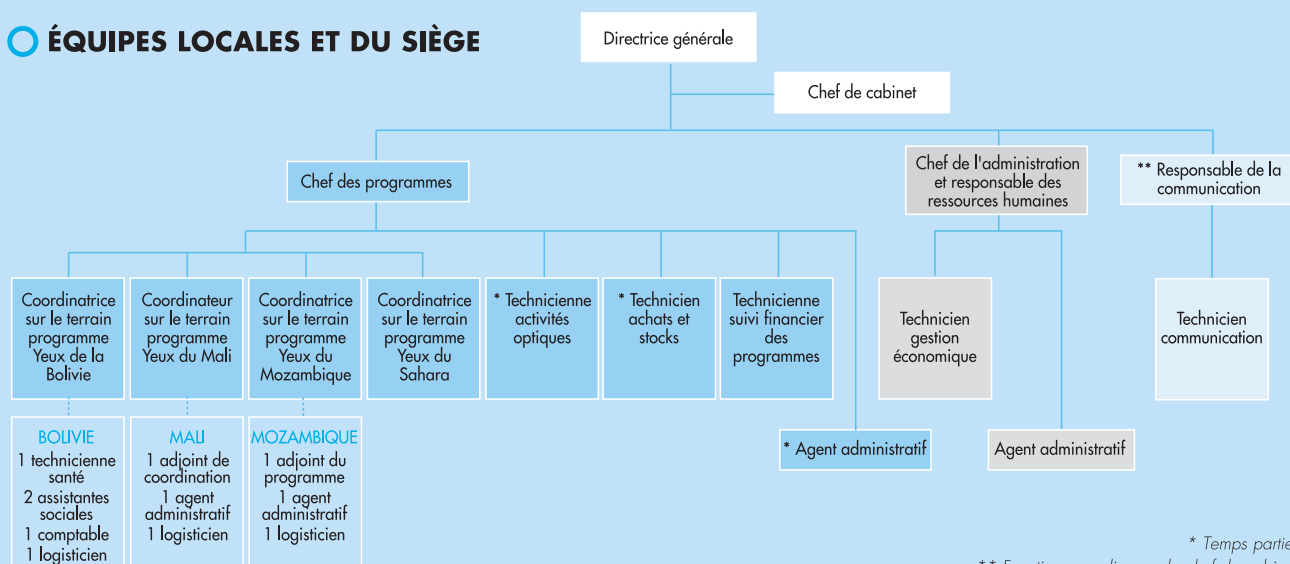 ÉQUIPES LOCALES ET DU SIÈGE
Directrice générale
Chef de cabinet
Chef des programmes
Chef de l'administration
et responsable des
ressources humaines
** Responsable de la
communication
Coordinatrice
sur le terrain
programme
Yeux de la
Bolivie
Coordinateur
sur le terrain
programme
Yeux du Mali
Coordinatrice
sur le terrain
programme
Yeux du
Mozambique
Coordinatrice
sur le terrain
programme
Yeux du
Sahara
* Technicienne
activités
optiques
* Technicien
achats et
stocks
Technicienne
suivi financier
des
programmes
Technicien
gestion
économique
Technicien
communication
* Agent administratif
Agent administratif
BOLIVIE
1 technicienne
santé
2 assistantes
sociales
1 comptable
1 logisticien
MALI
1 adjoint de
coordination
1 agent
administratif
1 logisticien
MOZAMBIQUE
1 adjoint du
programme
1 agent
administratif
1 logisticien
* Temps partie